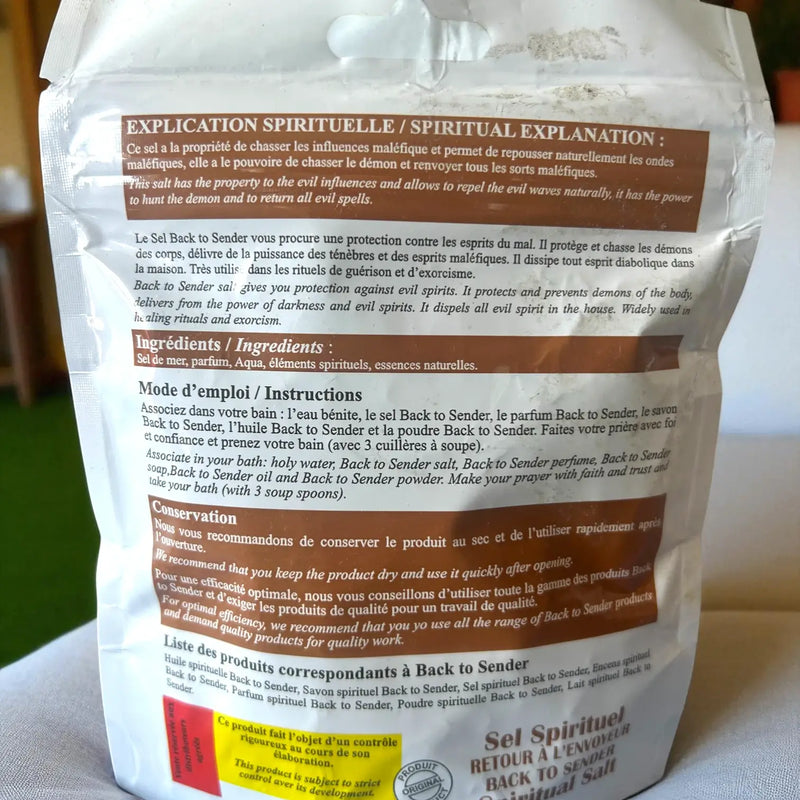 EXPLICATION SPIRITUELLE / SPIRITUAL EXPLANATION :
Ce sel a la propriété de chasser les influences maléfique et permet de repousser naturellement les ondes
maléfiques, elle a le pouvoire de chasser le démon et renvoyer tous les sorts maléfiques.
This salt has the property to the evil influences and allows to repel the evil waves naturally, it has the power
to hunt the demon and to return all evil spells.
Le Sel Back to Sender vous procure une protection contre les esprits du mal. Il protège et chasse les démons
des corps, délivre de la puissance des ténèbres et des esprits maléfiques. Il dissipe tout esprit diabolique dans
la maison. Très utilisé dans les rituels de guérison et d'exorcisme.
Back to Sender salt gives you protection against evil spirits. It protects and prevents demons of the body,
delivers from the power of darkness and evil spirits. It dispels all evil spirit in the house. Widely used in
healing rituals and exorcism.
Ingrédients / Ingredients :
Sel de mer, parfum, Aqua, éléments spirituels, essences naturelles.
Mode d'emploi / Instructions
Associez dans votre bain : l'eau bénite, le sel Back to Sender, le parfum Back to Sender, le savon
Back to Sender, l'huile Back to Sender et la poudre Back to Sender. Faites votre prière avec foi
et confiance et prenez votre bain (avec 3 cuillères à soupe).
Associate in your bath: holy water, Back to Sender salt, Back to Sender perfume, Back to Sender
soap,Back to Sender oil and Back to Sender powder. Make your prayer with faith and trust and
take your bath (with 3 soup spoons).
Conservation
Nous vous recommandons de conserver le produit au sec et de l'utiliser rapidement après
l'ouverture.
We recommend that you keep the product dry and use it quickly after opening.
Pour une efficacité optimale, nous vous conseillons d'utiliser toute la gamme des produits Back
to Sender et d'exiger les produits de qualité pour un travail de qualité.
For optimal efficiency, we recommend that you yo use all the range of Back to Sender products
and demand quality products for quality work.
Liste des produits correspondants à Back to Sender
Huile spirituelle Back to Sender, Savon spirituel Back to Sender, Sel spirituel Back to Sender, Encens spirituel
Back to Sender, Parfum spirituel Back to Sender, Poudre spirituelle Back to Sender, Lait spirituel Back to
Sender.
Vente réservée aux
distributeurs
agréés
Ce produit fait l'objet d'un contrôle
rigoureux au cours de son
élaboration.
This product is subject to strict
control over its development.
PRODUIT
ORIGINAL
Sel Spirituel
RETOUR À L'ENVOYEUR
BACK TO SENDER
Spiritual Salt